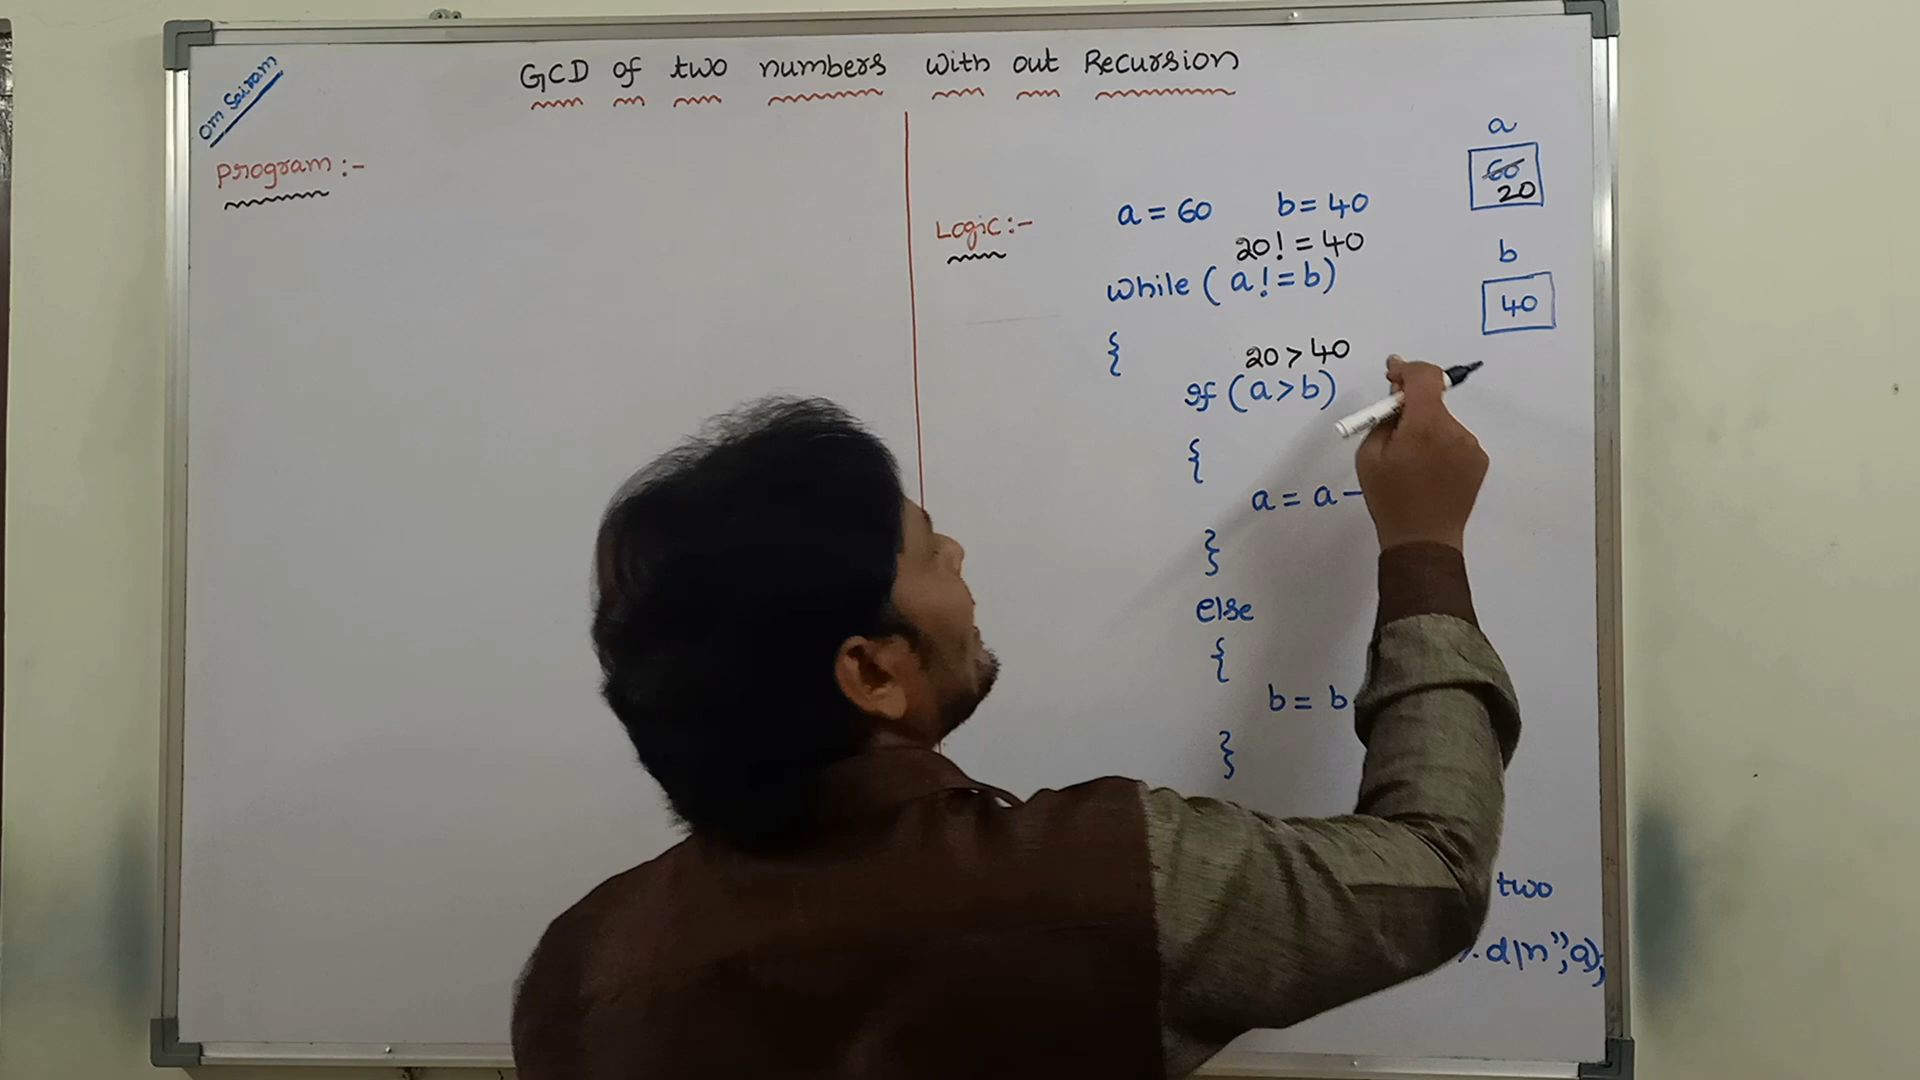 GCD of two numbers with out Recursion
Om Sairam
Program :-
Logic :-
a = 60 b = 40
20! = 40
while ( a! = b)
{
20 > 40
if (a > b)
{
a = a -
}
else
{
b = b
}
two
d\n", a);
a
60
20
b
40